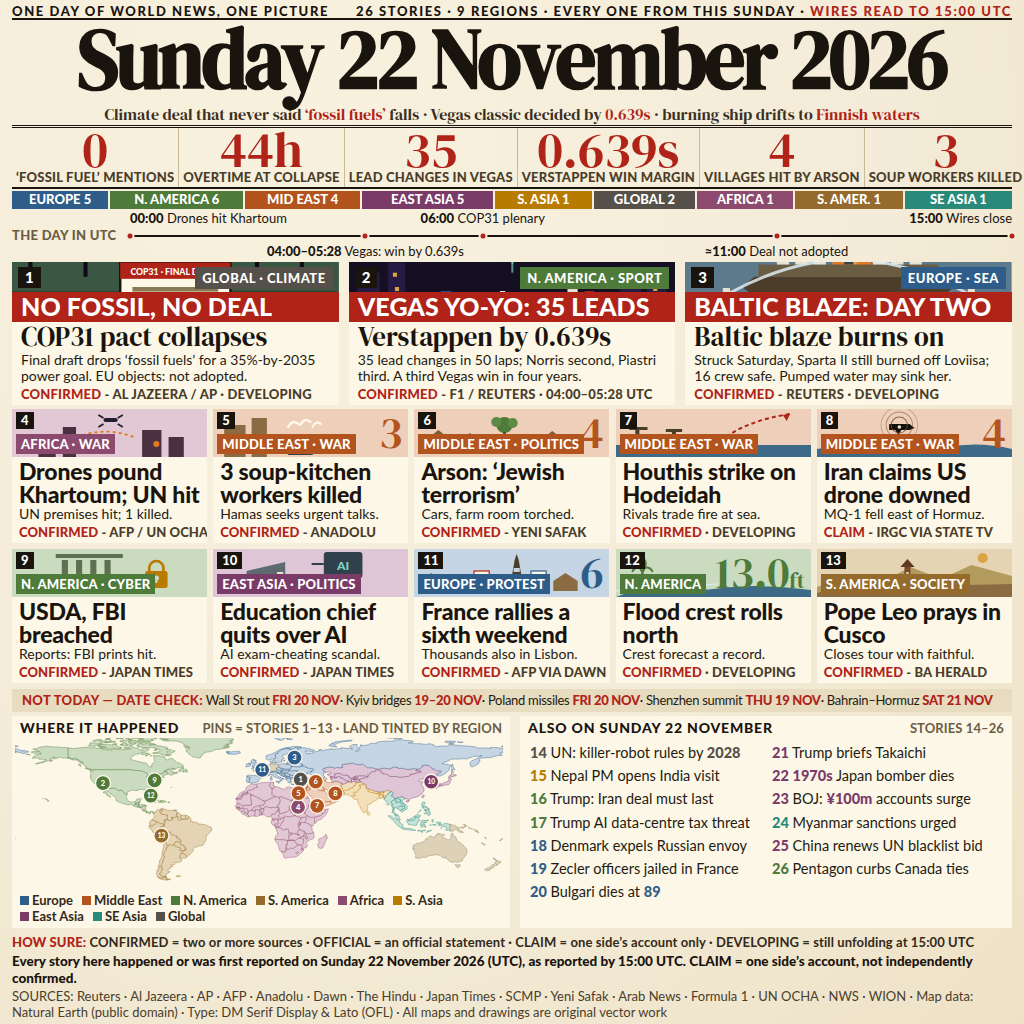 ONE DAY OF WORLD NEWS, ONE PICTURE
26 STORIES · 9 REGIONS · EVERY ONE FROM THIS SUNDAY · WIRES READ TO 15:00 UTC
Sunday 22 November 2026
Climate deal that never said ‘fossil fuels’ falls · Vegas classic decided by 0.639s · burning ship drifts to Finnish waters
0
‘FOSSIL FUEL’ MENTIONS
44h
OVERTIME AT COLLAPSE
35
LEAD CHANGES IN VEGAS
0.639s
VERSTAPPEN WIN MARGIN
4
VILLAGES HIT BY ARSON
3
SOUP WORKERS KILLED
EUROPE 5
N. AMERICA 6
MID EAST 4
EAST ASIA 5
S. ASIA 1
GLOBAL 2
AFRICA 1
S. AMER. 1
SE ASIA 1
00:00 Drones hit Khartoum
06:00 COP31 plenary
15:00 Wires close
THE DAY IN UTC
04:00–05:28 Vegas: win by 0.639s
≈11:00 Deal not adopted
1
COP31 · FINAL
GLOBAL · CLIMATE
NO FOSSIL, NO DEAL
COP31 pact collapses
Final draft drops ‘fossil fuels’ for a 35%-by-2035
power goal. EU objects: not adopted.
CONFIRMED - AL JAZEERA / AP · DEVELOPING
2
N. AMERICA · SPORT
VEGAS YO-YO: 35 LEADS
Verstappen by 0.639s
35 lead changes in 50 laps; Norris second, Piastri
third. A third Vegas win in four years.
CONFIRMED - F1 / REUTERS · 04:00–05:28 UTC
3
EUROPE · SEA
BALTIC BLAZE: DAY TWO
Baltic blaze burns on
Struck Saturday, Sparta II still burned off Loviisa;
16 crew safe. Pumped water may sink her.
CONFIRMED - REUTERS · DEVELOPING
4
AFRICA · WAR
Drones pound
Khartoum; UN hit
UN premises hit; 1 killed.
CONFIRMED - AFP / UN OCHA
5
3
MIDDLE EAST · WAR
3 soup-kitchen
workers killed
Hamas seeks urgent talks.
CONFIRMED - ANADOLU
6
4
MIDDLE EAST · POLITICS
Arson: ‘Jewish
terrorism’
Cars, farm room torched.
CONFIRMED - YENI SAFAK
7
MIDDLE EAST · WAR
Houthis strike on
Hodeidah
Rivals trade fire at sea.
CONFIRMED · DEVELOPING
8
4
MIDDLE EAST · WAR
Iran claims US
drone downed
MQ-1 fell east of Hormuz.
CLAIM - IRGC VIA STATE TV
9
N. AMERICA · CYBER
USDA, FBI
breached
Reports: FBI prints hit.
CONFIRMED - JAPAN TIMES
10
AI
EAST ASIA · POLITICS
Education chief
quits over AI
AI exam-cheating scandal.
CONFIRMED - JAPAN TIMES
11
6
EUROPE · PROTEST
France rallies a
sixth weekend
Thousands also in Lisbon.
CONFIRMED - AFP VIA DAWN
12
13.0ft
N. AMERICA
Flood crest rolls
north
Crest forecast a record.
CONFIRMED · DEVELOPING
13
S. AMERICA · SOCIETY
Pope Leo prays in
Cusco
Closes tour with faithful.
CONFIRMED - BA HERALD
NOT TODAY — DATE CHECK: Wall St rout FRI 20 NOV · Kyiv bridges 19–20 NOV · Poland missiles FRI 20 NOV · Shenzhen summit THU 19 NOV · Bahrain–Hormuz SAT 21 NOV
WHERE IT HAPPENED
PINS = STORIES 1–13 · LAND TINTED BY REGION
3
11
1
6
10
2
9
12
5
8
4
7
13
Europe
Middle East
N. America
S. America
Africa
S. Asia
East Asia
SE Asia
Global
ALSO ON SUNDAY 22 NOVEMBER
STORIES 14–26
14 UN: killer-robot rules by 2028
15 Nepal PM opens India visit
16 Trump: Iran deal must last
17 Trump AI data-centre tax threat
18 Denmark expels Russian envoy
19 Zecler officers jailed in France
20 Bulgari dies at 89
21 Trump briefs Takaichi
22 1970s Japan bomber dies
23 BOJ: ¥100m accounts surge
24 Myanmar sanctions urged
25 China renews UN blacklist bid
26 Pentagon curbs Canada ties
HOW SURE: CONFIRMED = two or more sources · OFFICIAL = an official statement · CLAIM = one side’s account only · DEVELOPING = still unfolding at 15:00 UTC
Every story here happened or was first reported on Sunday 22 November 2026 (UTC), as reported by 15:00 UTC. CLAIM = one side’s account, not independently
confirmed.
SOURCES: Reuters · Al Jazeera · AP · AFP · Anadolu · Dawn · The Hindu · Japan Times · SCMP · Yeni Safak · Arab News · Formula 1 · UN OCHA · NWS · WION · Map data:
Natural Earth (public domain) · Type: DM Serif Display & Lato (OFL) · All maps and drawings are original vector work